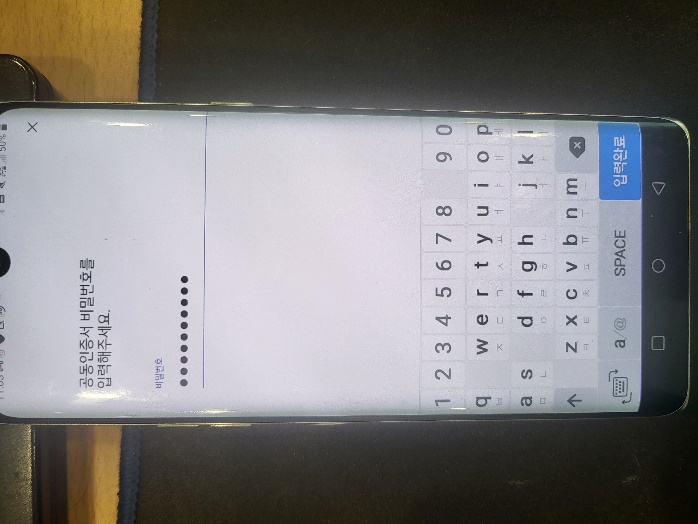 공동인증서 비밀번호를
입력해주세요.
비밀번호
●●●●●●●●●●
1 2 3 4 5 6 7 8 9 0
q w e r t y u i o p
a s d f g h j k l
z x c v b n m
a/@ SPACE 입력완료